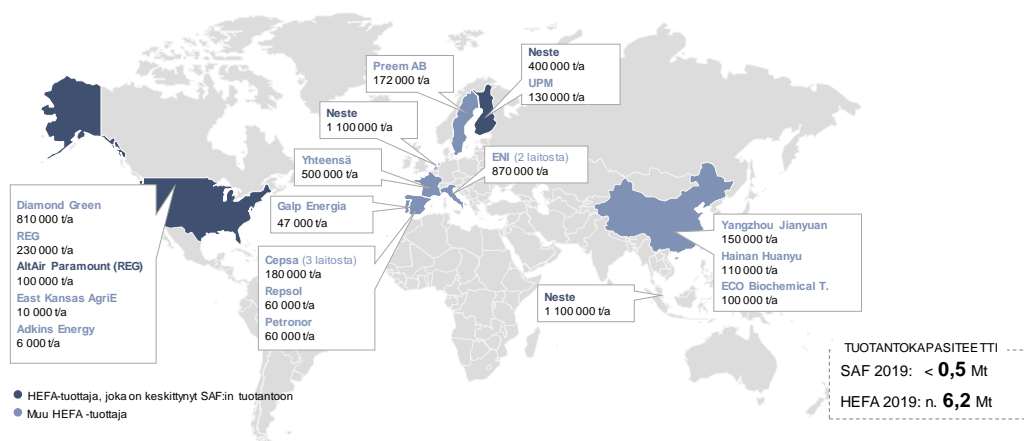 Neste
400 000 t/a
UPM
130 000 t/a
Preem AB
172 000 t/a
Neste
1 100 000 t/a
Yhteensä
500 000 t/a
ENI (2 laitosta)
870 000 t/a
Galp Energia
47 000 t/a
Diamond Green
810 000 t/a
REG
230 000 t/a
AltAir Paramount (REG)
100 000 t/a
East Kansas AgriE
10 000 t/a
Adkins Energy
6 000 t/a
Cepsa (3 laitosta)
180 000 t/a
Repsol
60 000 t/a
Petronor
60 000 t/a
Yangzhou Jianyuan
150 000 t/a
Hainan Huanyu
110 000 t/a
ECO Biochemical T.
100 000 t/a
Neste
1 100 000 t/a
TUOTANTOKAPASITEETTI
SAF 2019: < 0,5 Mt
HEFA 2019: n. 6,2 Mt
HEFA-tuottaja, joka on keskittynyt SAF:in tuotantoon
Muu HEFA -tuottaja